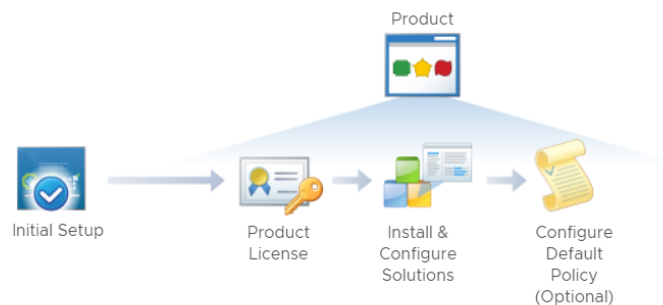 Product
Initial Setup
Product
License
Install &
Configure
Solutions
Configure
Default
Policy
(Optional)